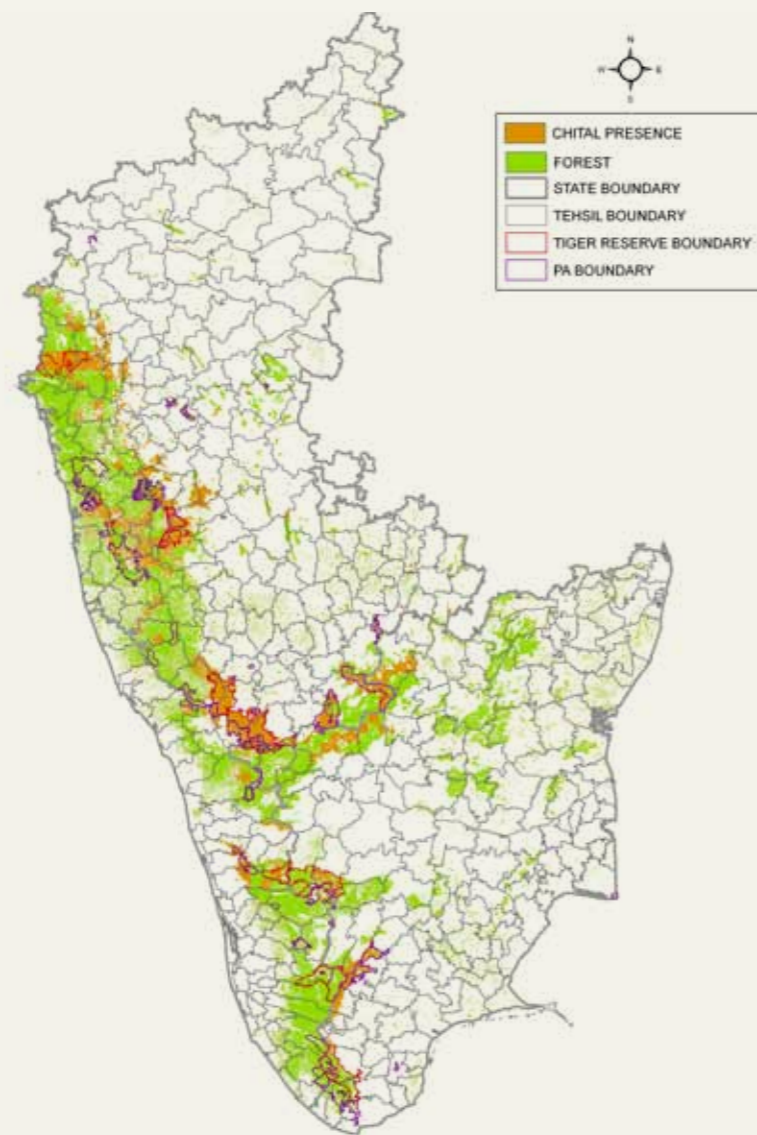 N
W E
S
CHITAL PRESENCE
FOREST
STATE BOUNDARY
TEHSIL BOUNDARY
TIGER RESERVE BOUNDARY
PA BOUNDARY